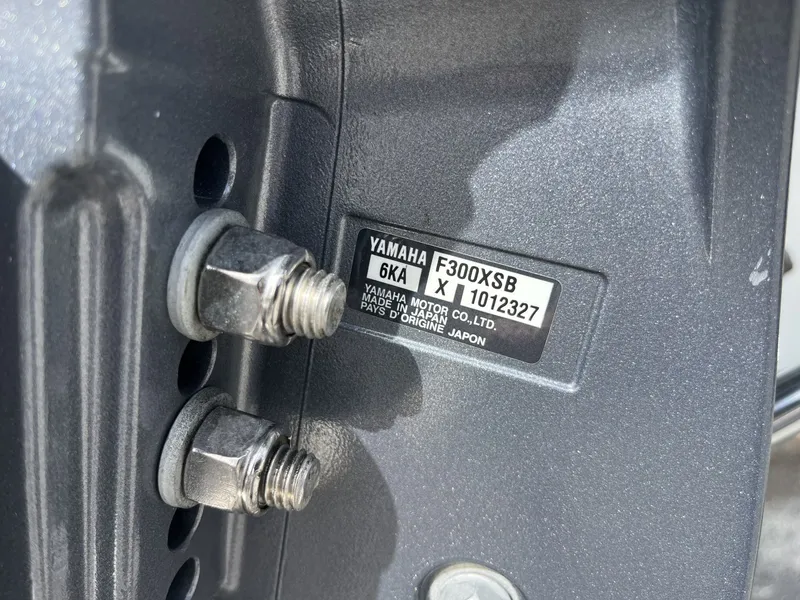 YAMAHA F300XSB
6KA X 1012327
YAMAHA MOTOR CO.,LTD.
MADE IN JAPAN
PAYS D'ORIGINE JAPON